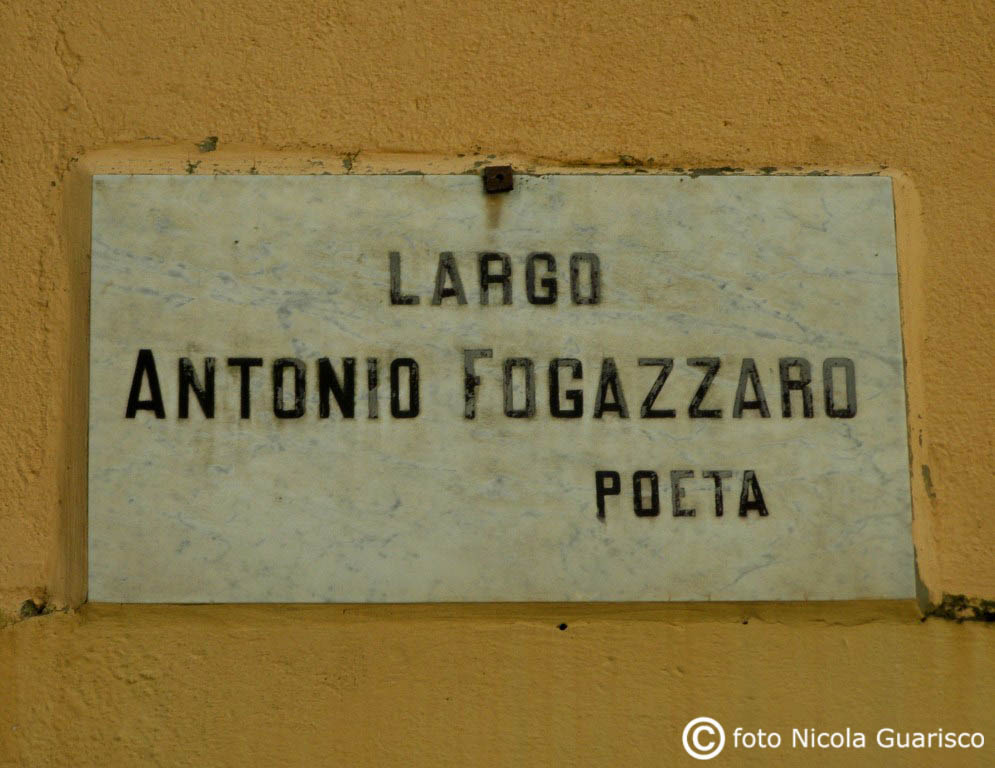 LARGO
ANTONIO FOGAZZARO
POETA
© foto Nicola Guarisco